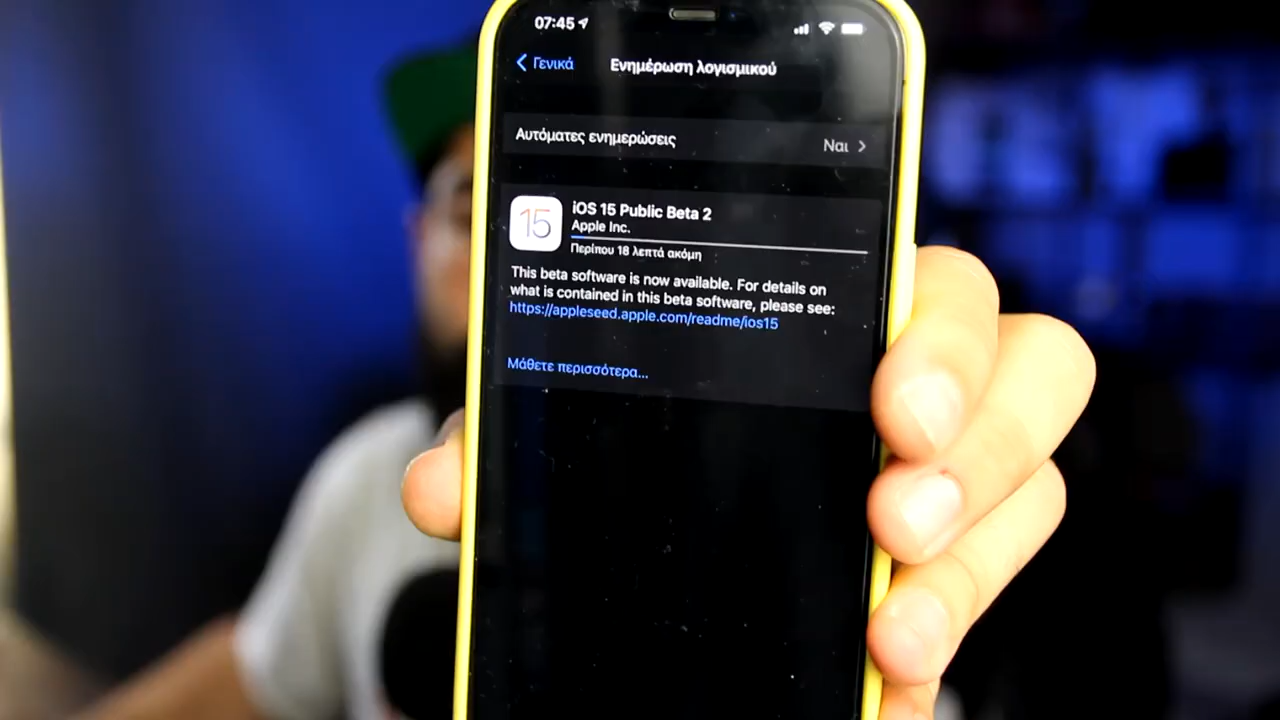 07:45
Γενικά
Ενημέρωση λογισμικού
Αυτόματες ενημερώσεις
Ναι
15
iOS 15 Public Beta 2
Apple Inc.
Περίπου 18 λεπτά ακόμη
This beta software is now available. For details on
what is contained in this beta software, please see:
https://appleseed.apple.com/readme/ios15
Μάθετε περισσότερα...